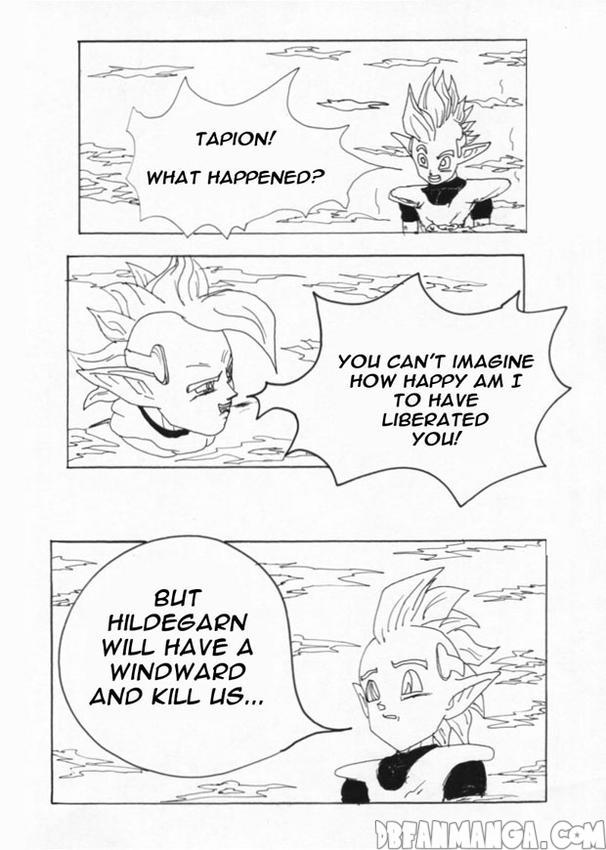 TAPION!
WHAT HAPPENED?
YOU CAN'T IMAGINE
HOW HAPPY AM I
TO HAVE
LIBERATED
YOU!
BUT
HILDEGARN
WILL HAVE A
WINDWARD
AND KILL US...
DBFANMANGA.COM